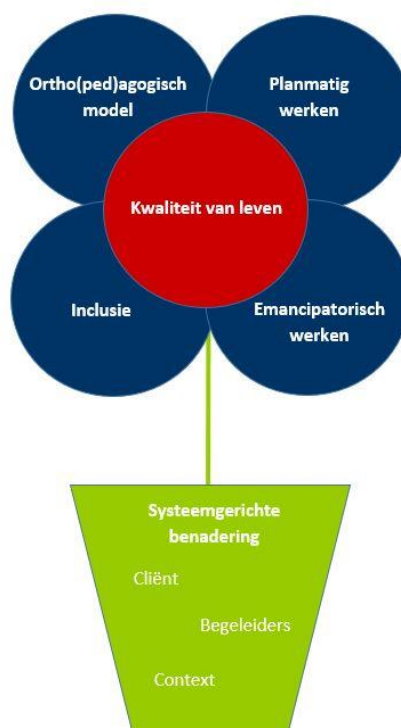 Ortho(ped)agogisch
model
Planmatig
werken
Kwaliteit van leven
Inclusie
Emancipatorisch
werken
Systeemgerichte
benadering
Cliënt
Begeleiders
Context